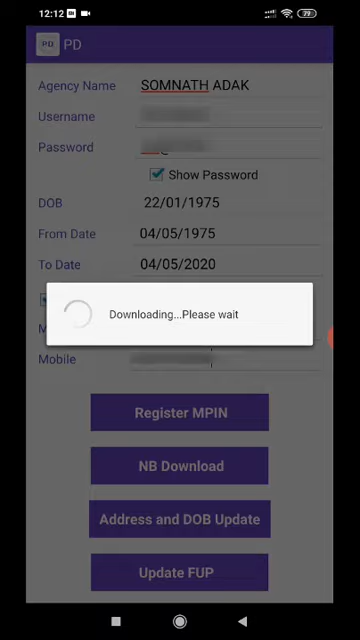 12:12 79
PD PD
Agency Name SOMNATH ADAK
Username
Password
Show Password
DOB 22/01/1975
From Date 04/05/1975
To Date 04/05/2020
Downloading...Please wait
Mobile
Register MPIN
NB Download
Address and DOB Update
Update FUP